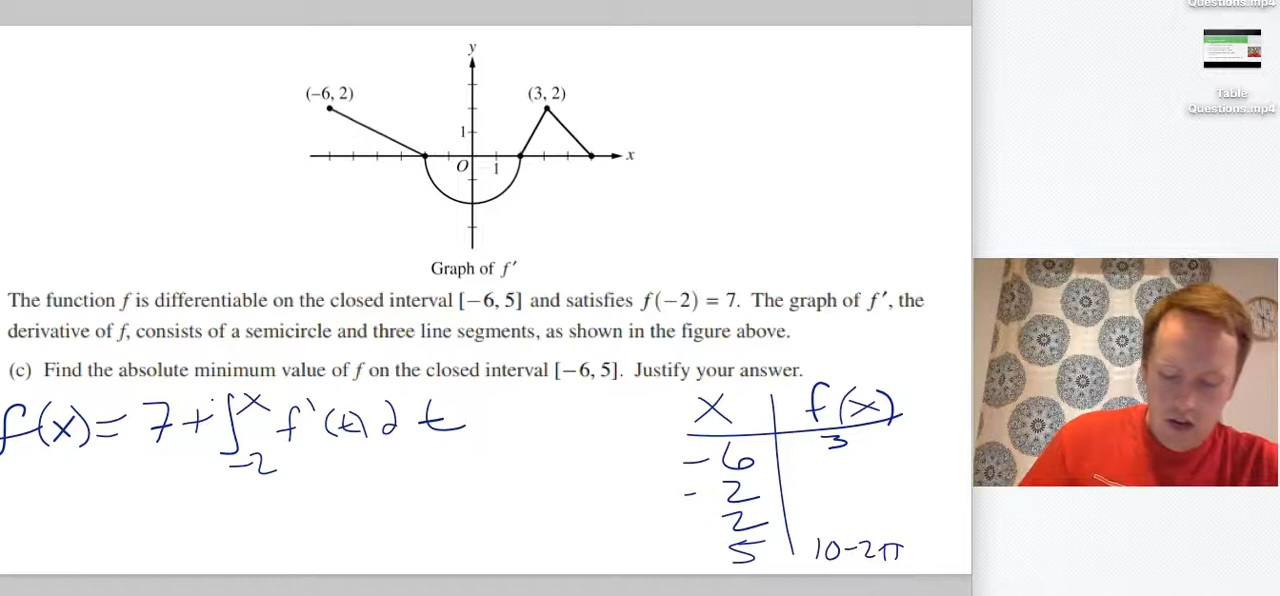 Questions.mp4
Table
Questions.mp4
y
(−6, 2)
(3, 2)
1
O
1
x
Graph of f′
The function f is differentiable on the closed interval [−6, 5] and satisfies f(−2) = 7. The graph of f′, the
derivative of f, consists of a semicircle and three line segments, as shown in the figure above.
(c) Find the absolute minimum value of f on the closed interval [−6, 5]. Justify your answer.
f(x) = 7 + ∫_{-2}^{x} f'(t) dt
x | f(x)
-6 | 3
-2
2
5 | 10-2π